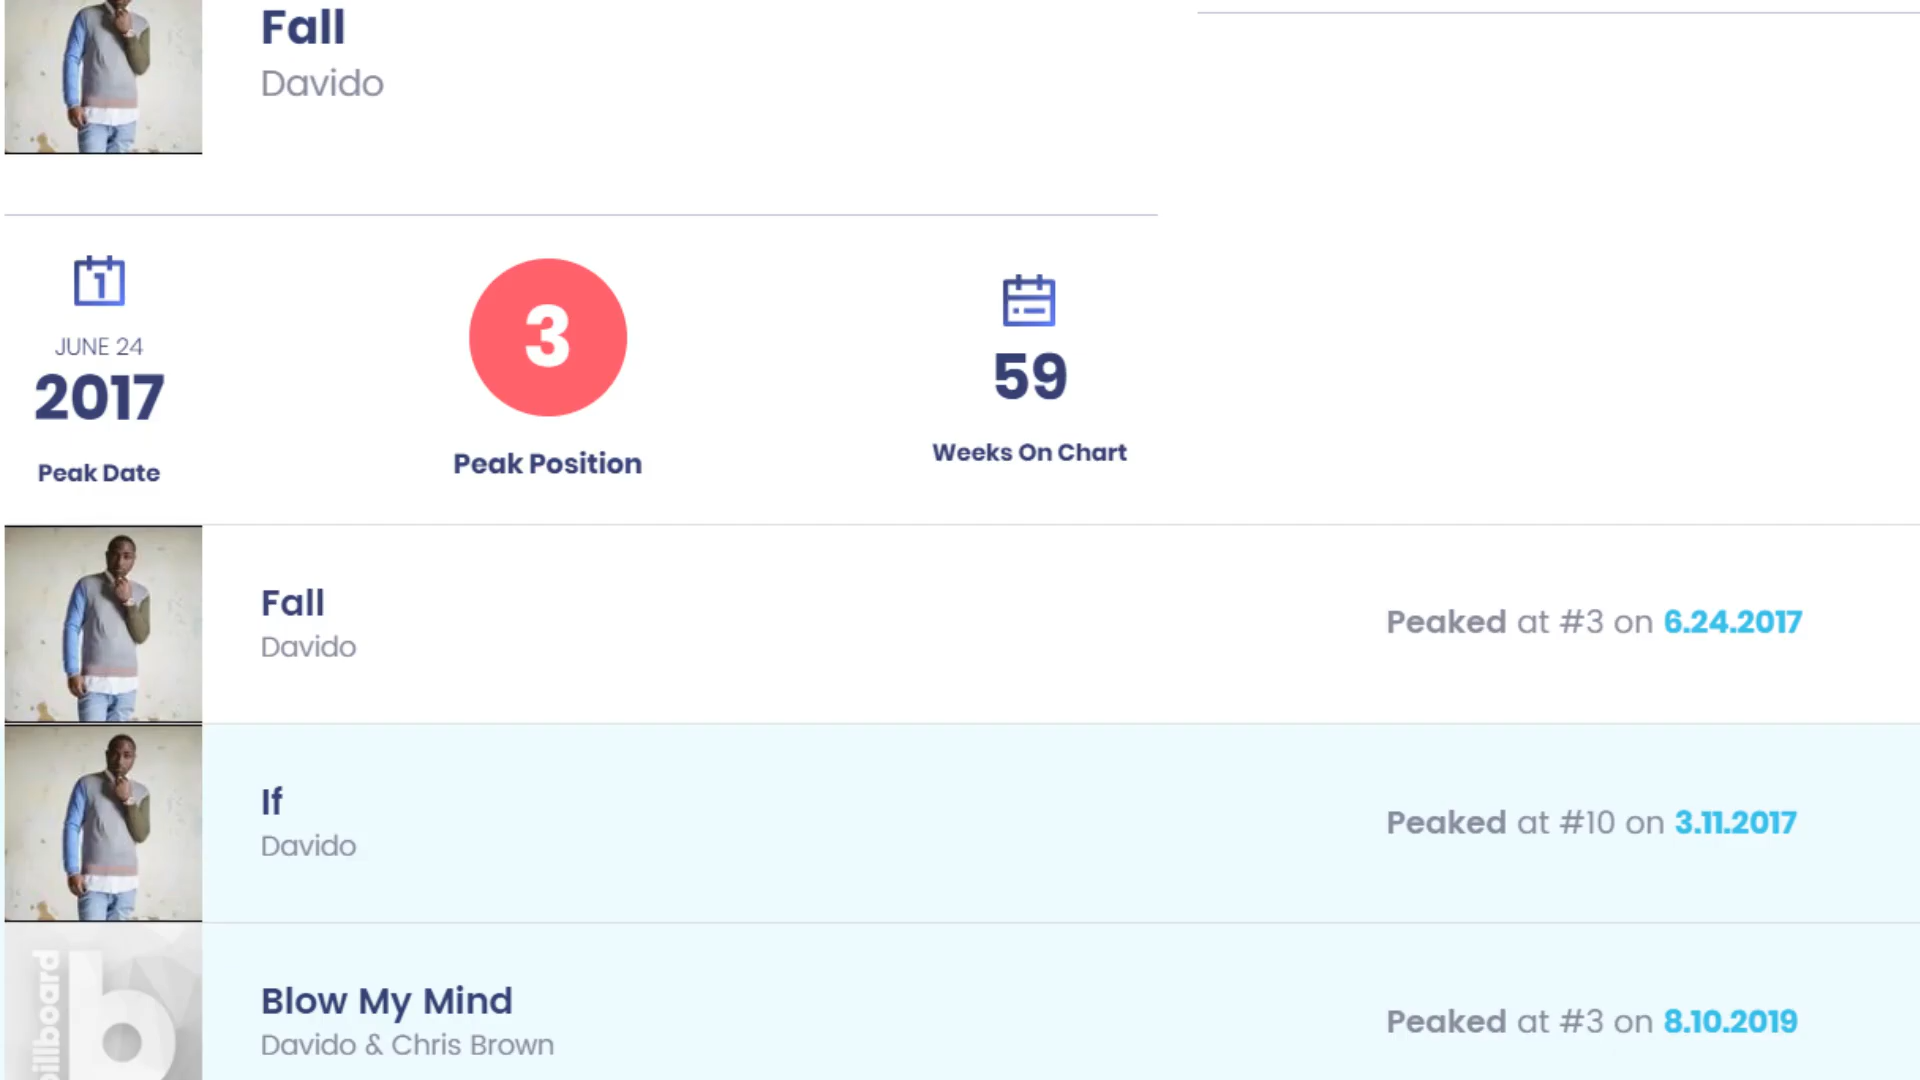 Fall
Davido
1
JUNE 24
2017
Peak Date
3
Peak Position
59
Weeks On Chart
Fall
Davido
Peaked at #3 on 6.24.2017
If
Davido
Peaked at #10 on 3.11.2017
billboard
b
Blow My Mind
Davido & Chris Brown
Peaked at #3 on 8.10.2019